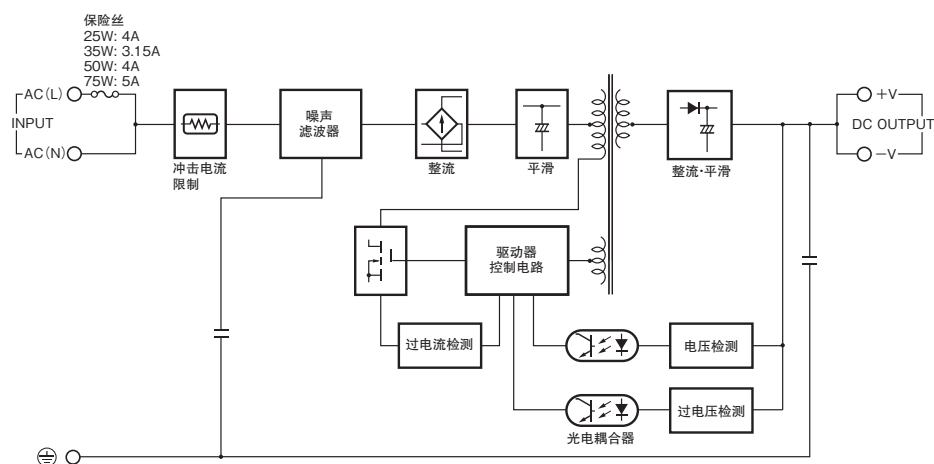 保险丝
25W: 4A
35W: 3.15A
50W: 4A
75W: 5A
AC(L)
INPUT
AC(N)
冲击电流
限制
噪声
滤波器
整流
平滑
整流·平滑
+V
DC OUTPUT
−V
驱动器
控制电路
过电流检测
电压检测
过电压检测
光电耦合器